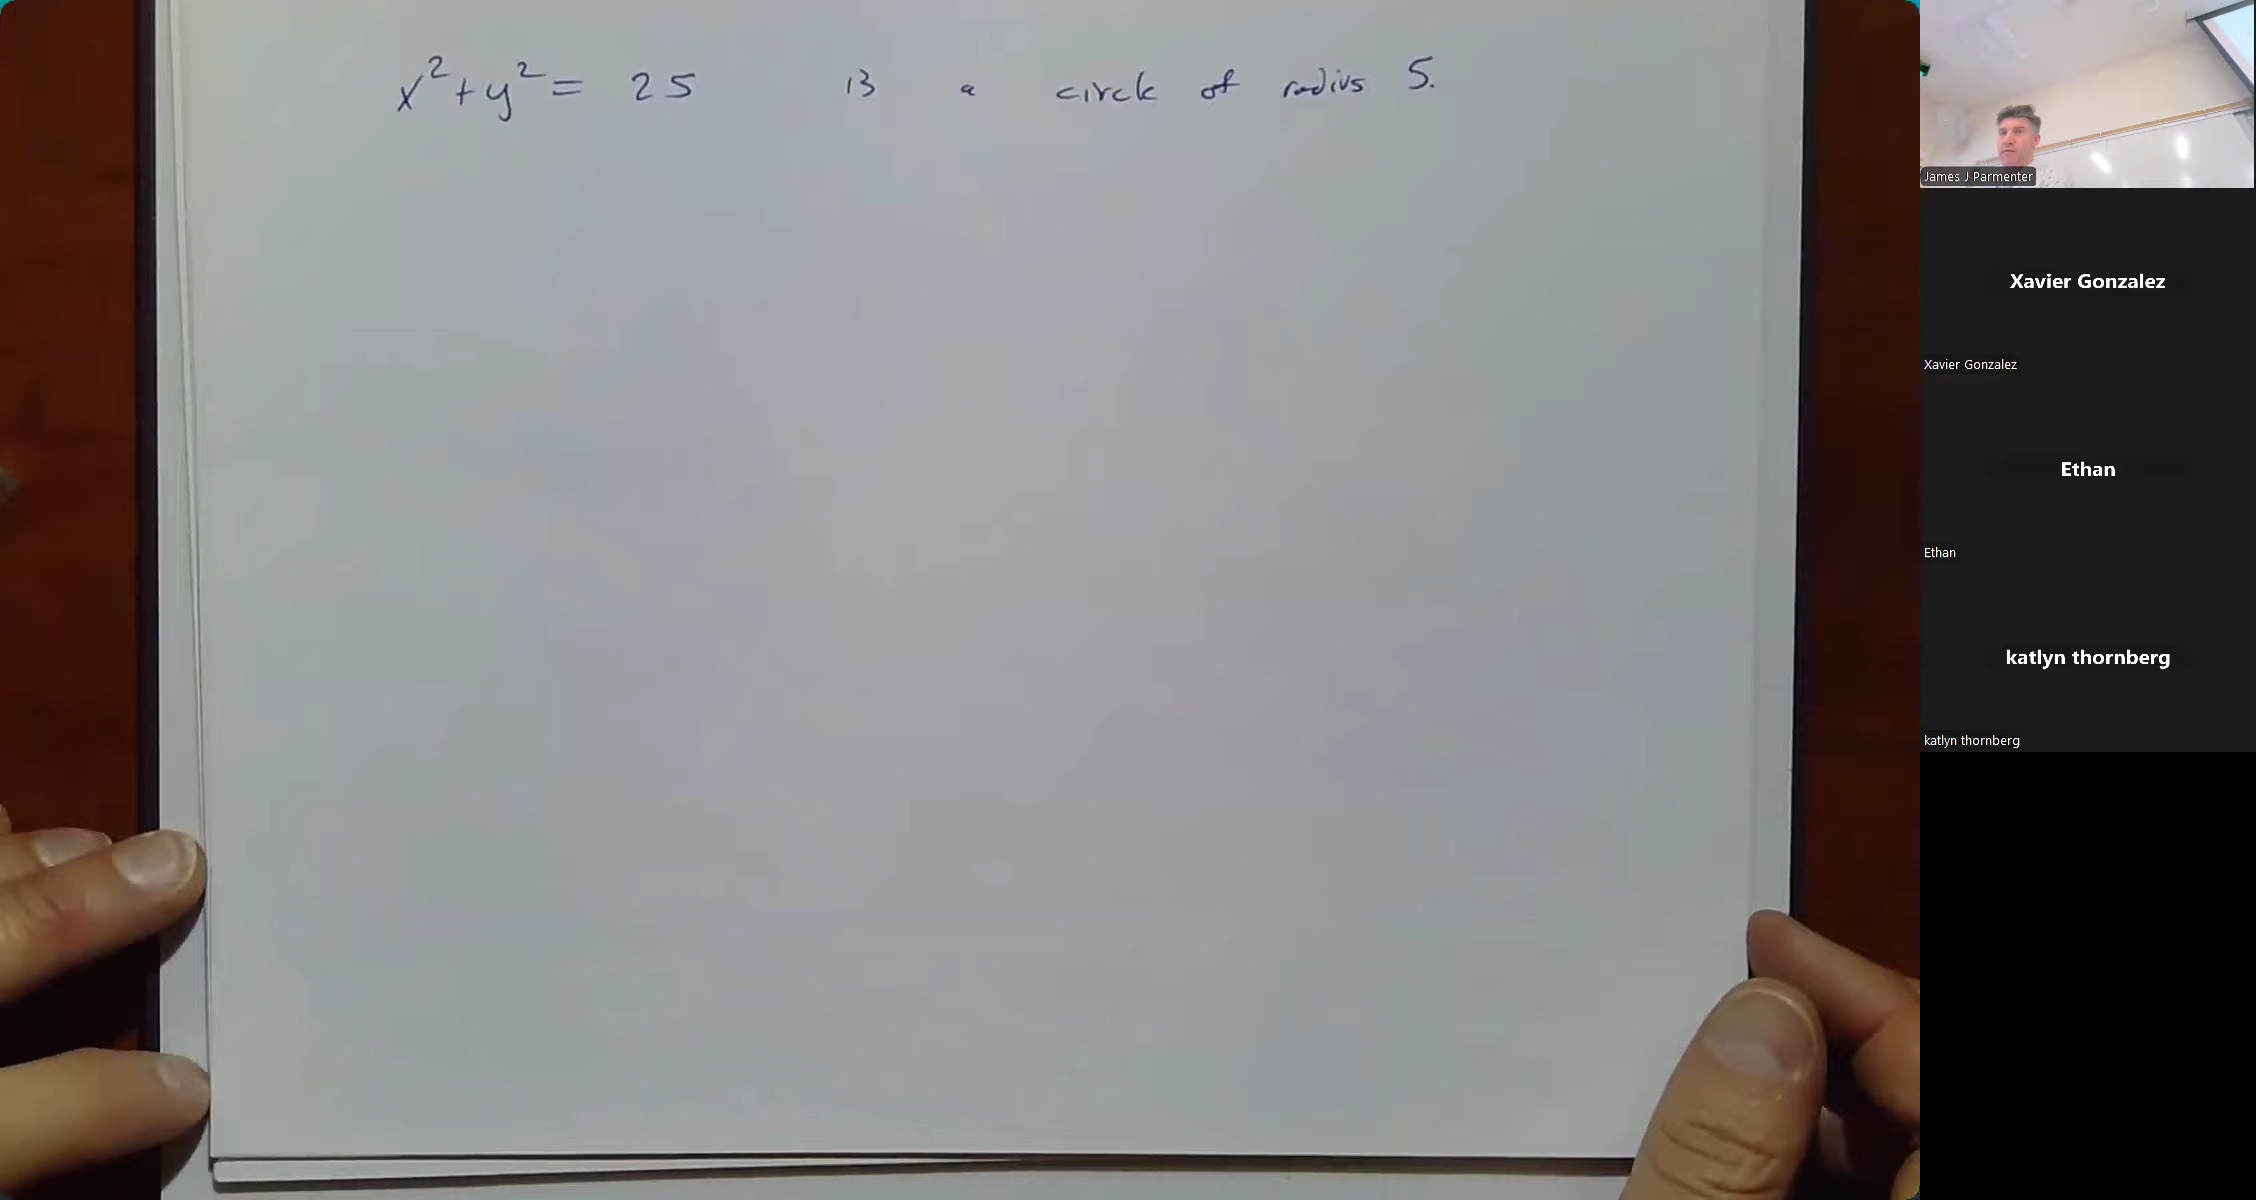 x² + y² = 25 is a circle of radius 5.
James J Parmenter
Xavier Gonzalez
Xavier Gonzalez
Ethan
Ethan
katlyn thornberg
katlyn thornberg